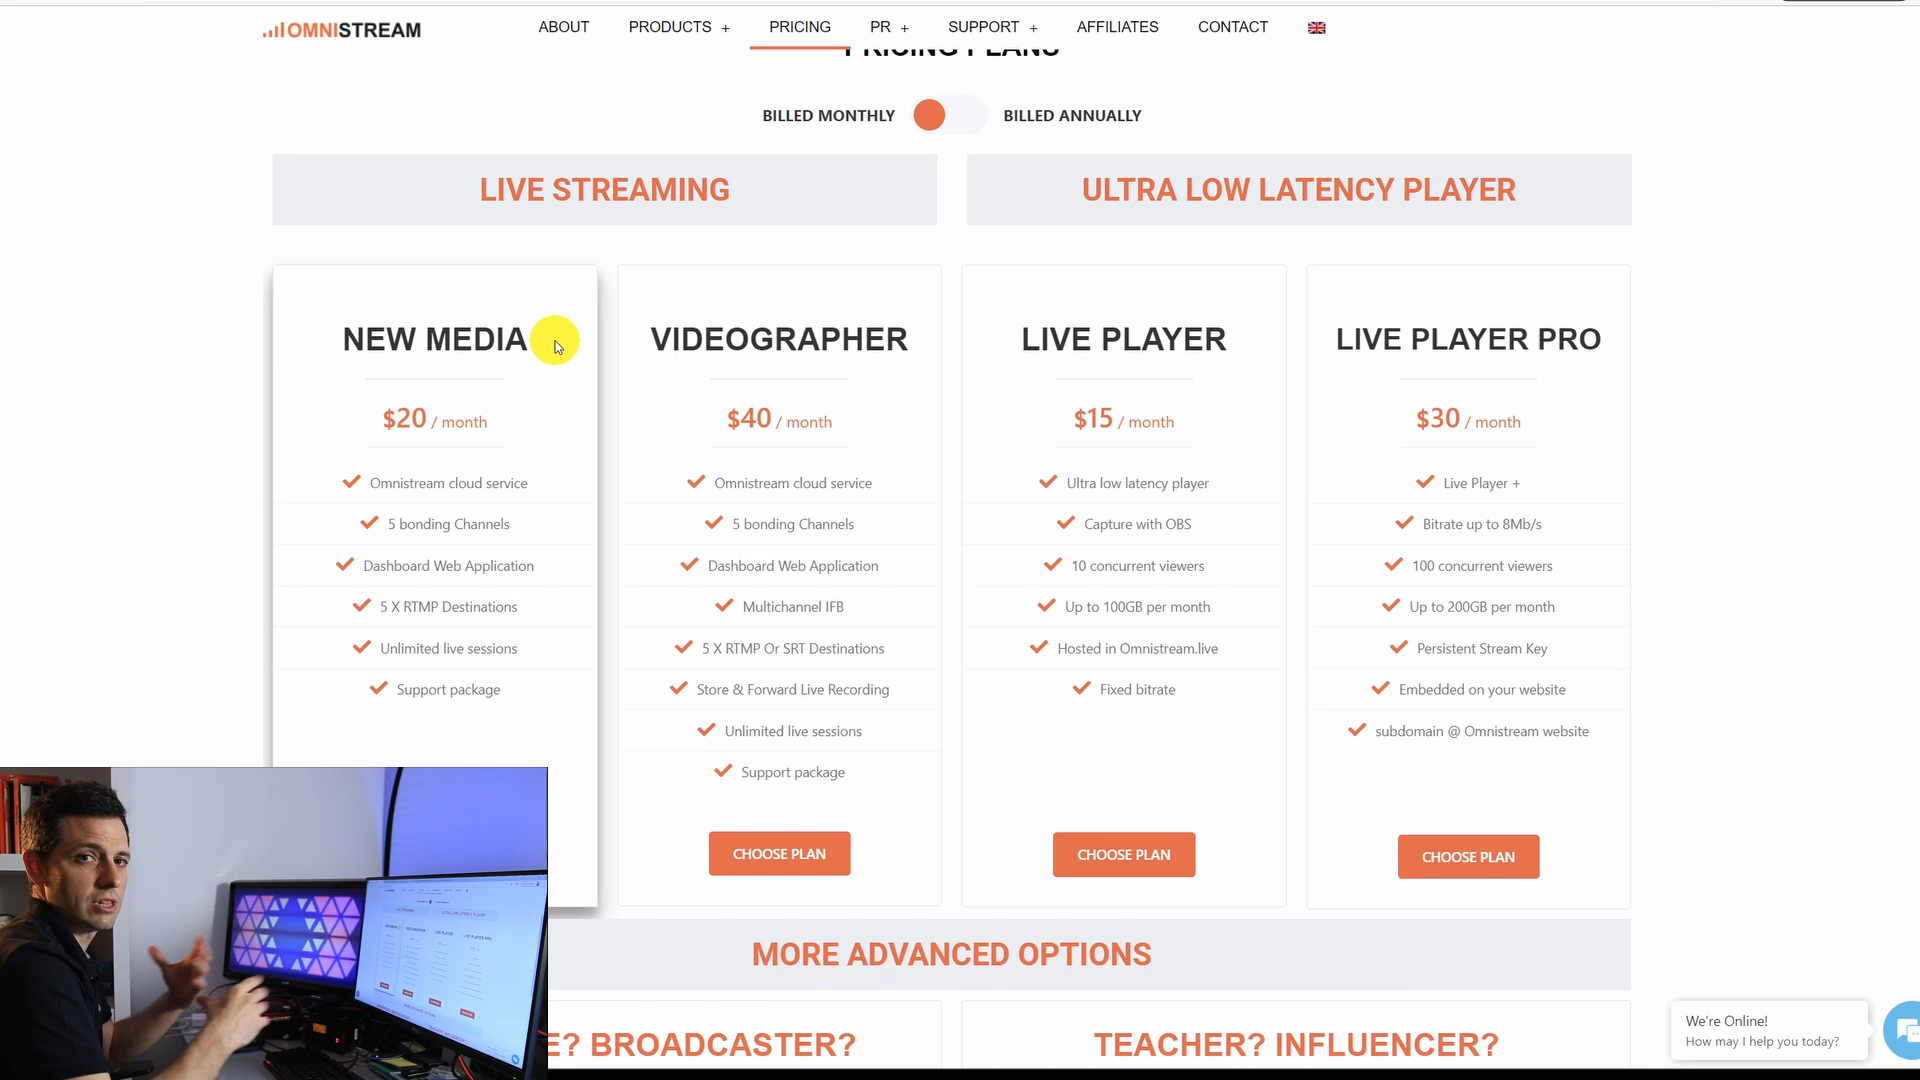 OMNISTREAM
ABOUT
PRODUCTS +
PRICING
PR +
SUPPORT +
AFFILIATES
CONTACT
PRICING PLANS
BILLED MONTHLY
BILLED ANNUALLY
LIVE STREAMING
ULTRA LOW LATENCY PLAYER
NEW MEDIA
$20 / month
Omnistream cloud service
5 bonding Channels
Dashboard Web Application
5 X RTMP Destinations
Unlimited live sessions
Support package
VIDEOGRAPHER
$40 / month
Omnistream cloud service
5 bonding Channels
Dashboard Web Application
Multichannel IFB
5 X RTMP Or SRT Destinations
Store & Forward Live Recording
Unlimited live sessions
Support package
CHOOSE PLAN
LIVE PLAYER
$15 / month
Ultra low latency player
Capture with OBS
10 concurrent viewers
Up to 100GB per month
Hosted in Omnistream.live
Fixed bitrate
CHOOSE PLAN
LIVE PLAYER PRO
$30 / month
Live Player +
Bitrate up to 8Mb/s
100 concurrent viewers
Up to 200GB per month
Persistent Stream Key
Embedded on your website
subdomain @ Omnistream website
CHOOSE PLAN
MORE ADVANCED OPTIONS
E? BROADCASTER?
TEACHER? INFLUENCER?
We're Online!
How may I help you today?